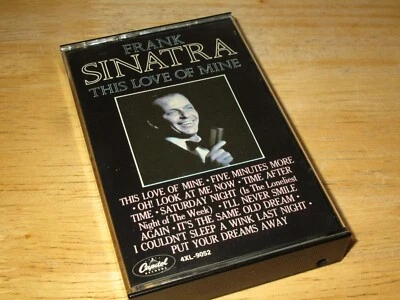 FRANK
SINATRA
THIS LOVE OF MINE
THIS LOVE OF MINE • FIVE MINUTES MORE
• OH! LOOK AT ME NOW • TIME AFTER
TIME • SATURDAY NIGHT (Is The Loneliest
Night of The Week) • I'LL NEVER SMILE
AGAIN • IT'S THE SAME OLD DREAM •
I COULDN'T SLEEP A WINK LAST NIGHT •
PUT YOUR DREAMS AWAY
4XL-9052
Capitol